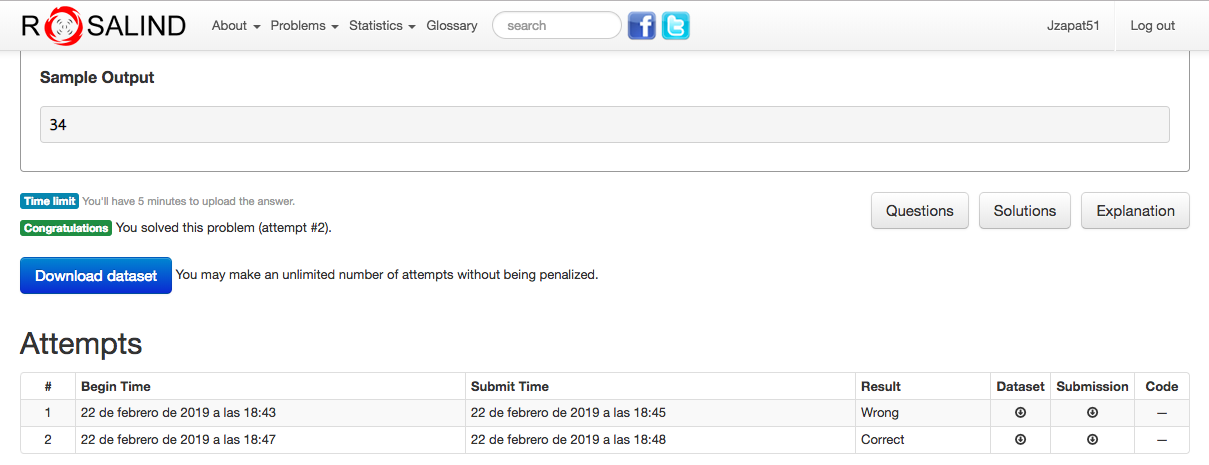 ROSALIND About Problems Statistics Glossary search Jzapat51 Log out
Sample Output
34
Time limit You'll have 5 minutes to upload the answer.
Congratulations You solved this problem (attempt #2).
Questions Solutions Explanation
Download dataset You may make an unlimited number of attempts without being penalized.
Attempts
# Begin Time Submit Time Result Dataset Submission Code
1 22 de febrero de 2019 a las 18:43 22 de febrero de 2019 a las 18:45 Wrong —
2 22 de febrero de 2019 a las 18:47 22 de febrero de 2019 a las 18:48 Correct —